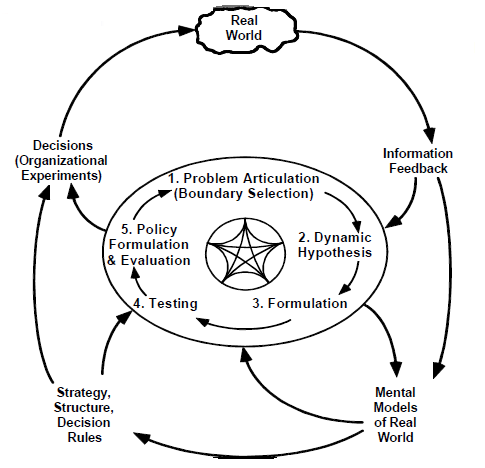 Real
World
Decisions
(Organizational
Experiments)
Information
Feedback
1. Problem Articulation
(Boundary Selection)
2. Dynamic
Hypothesis
3. Formulation
4. Testing
5. Policy
Formulation
& Evaluation
Strategy,
Structure,
Decision
Rules
Mental
Models
of Real
World